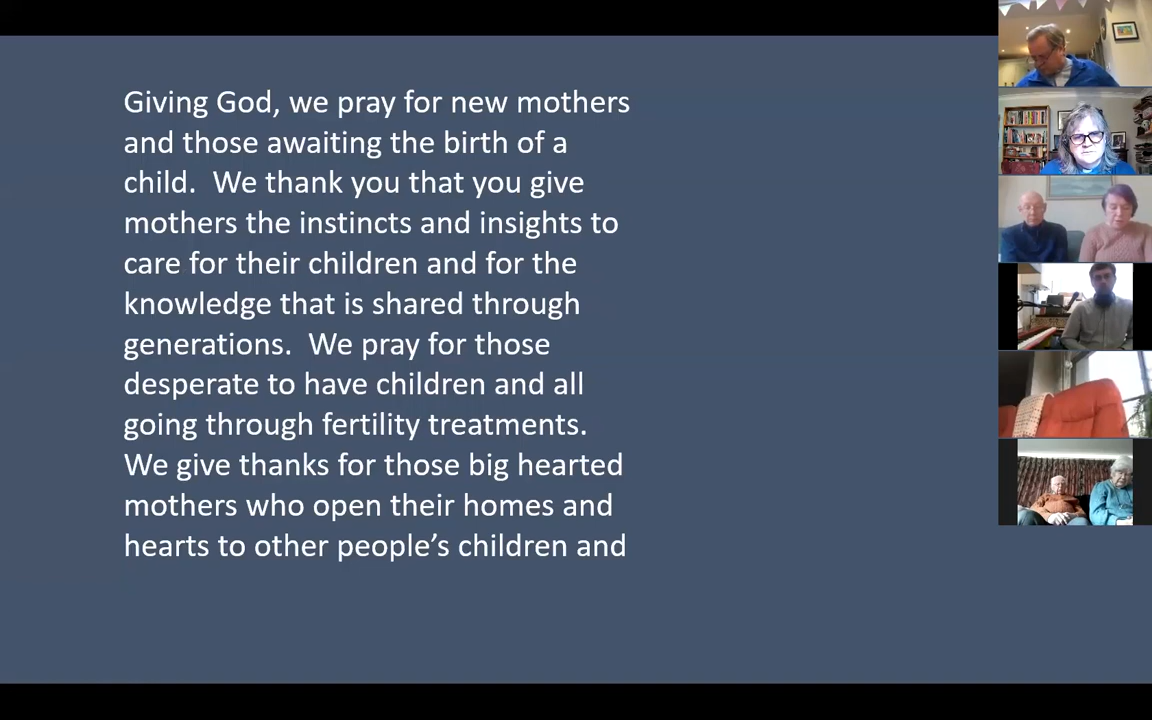 Giving God, we pray for new mothers
and those awaiting the birth of a
child.  We thank you that you give
mothers the instincts and insights to
care for their children and for the
knowledge that is shared through
generations.  We pray for those
desperate to have children and all
going through fertility treatments.
We give thanks for those big hearted
mothers who open their homes and
hearts to other people’s children and